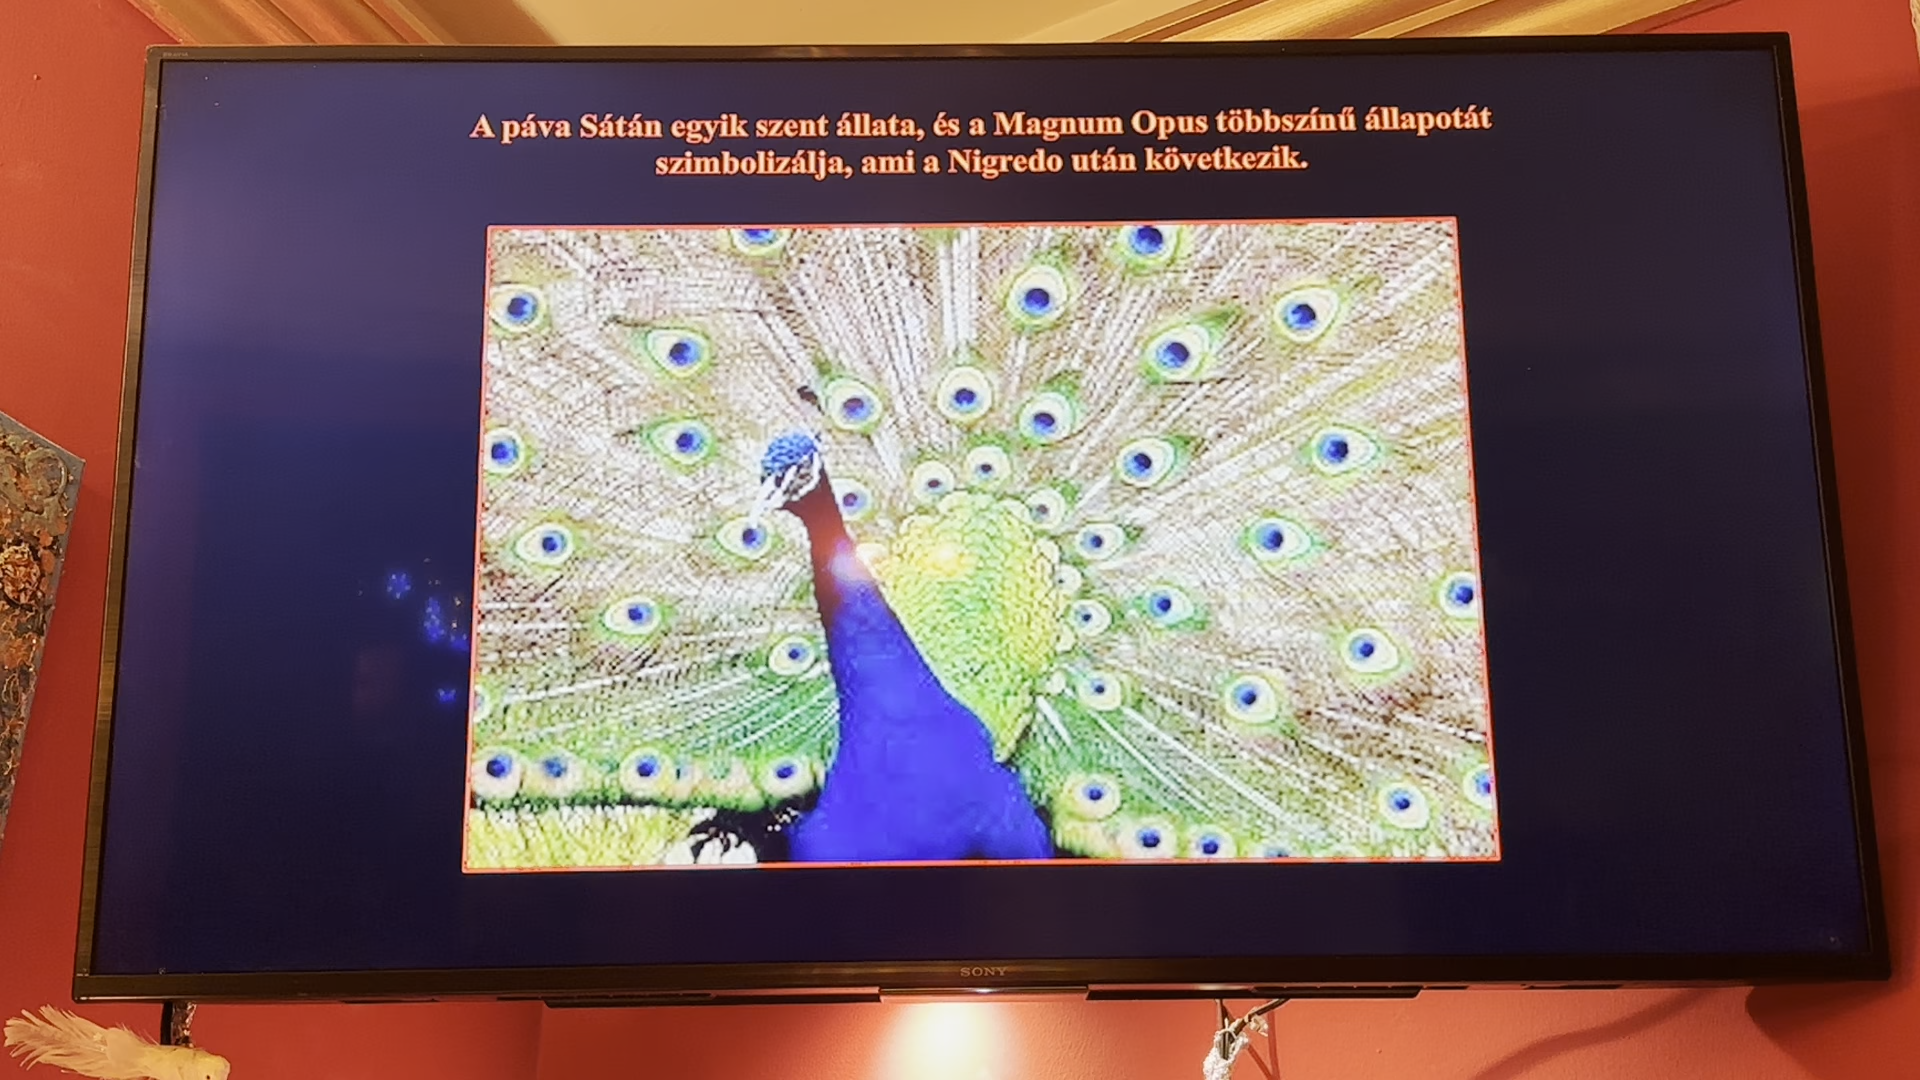 A páva Sátán egyik szent állata, és a Magnum Opus többszínű állapotát
szimbolizálja, ami a Nigredo után következik.
SONY